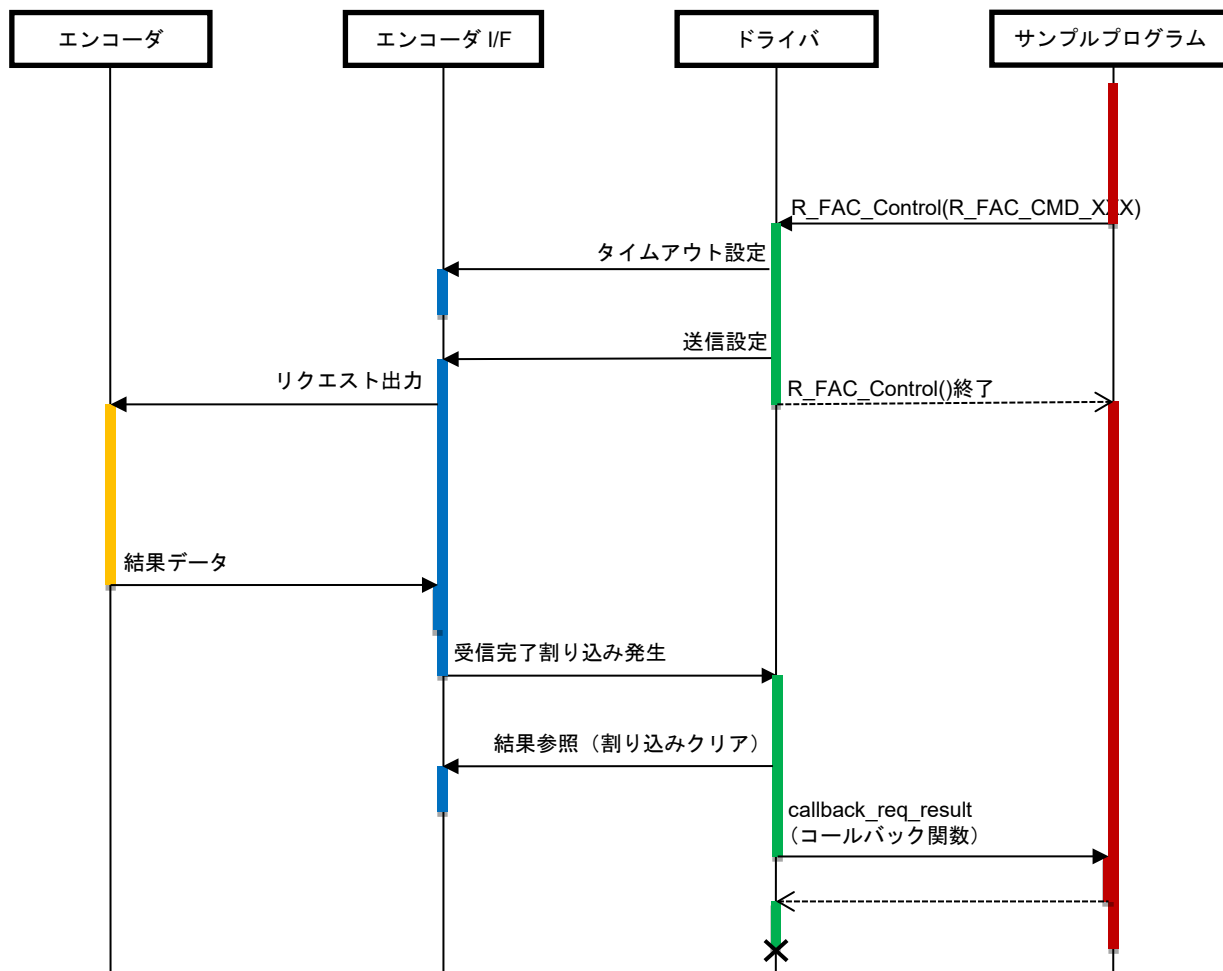 エンコーダ
エンコーダ I/F
ドライバ
サンプルプログラム
R_FAC_Control(R_FAC_CMD_XXX)
タイムアウト設定
送信設定
リクエスト出力
R_FAC_Control()終了
結果データ
受信完了割り込み発生
結果参照（割り込みクリア）
callback_req_result
（コールバック関数）